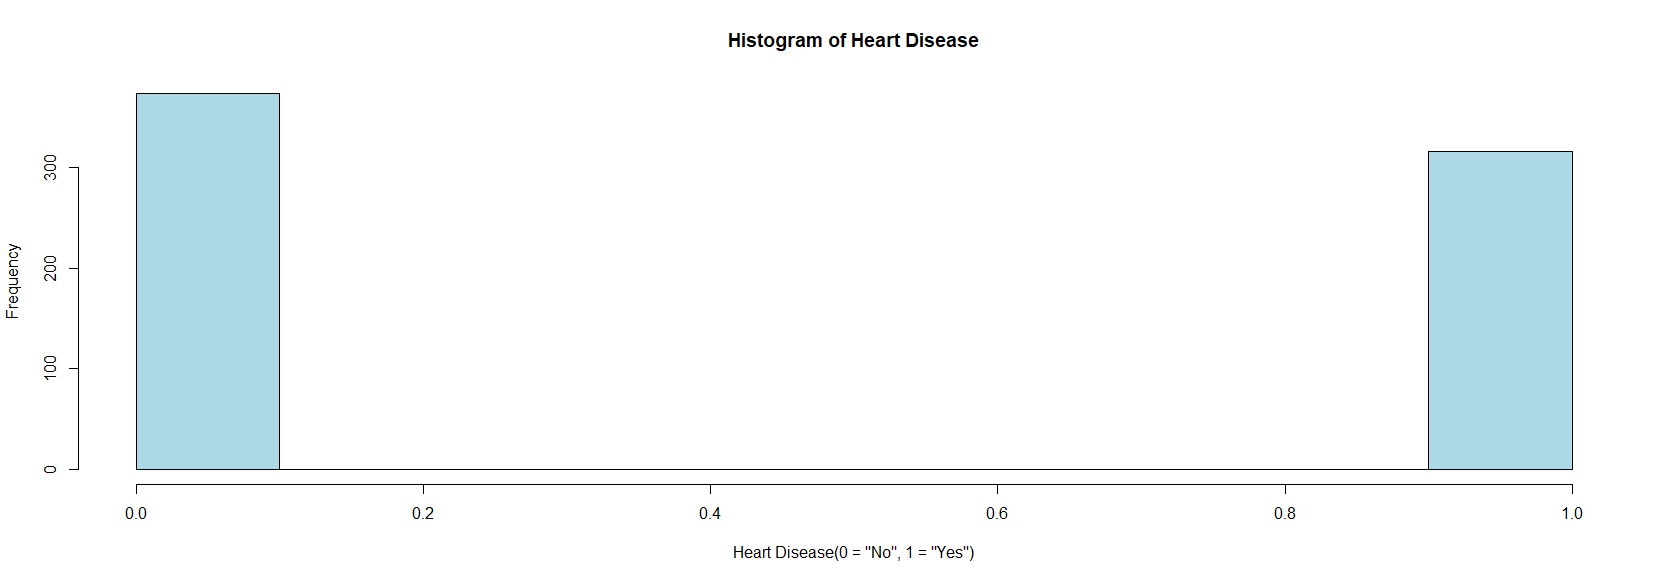 Histogram of Heart Disease
Frequency
300
200
100
0
0.0 0.2 0.4 0.6 0.8 1.0
Heart Disease(0 = "No", 1 = "Yes")